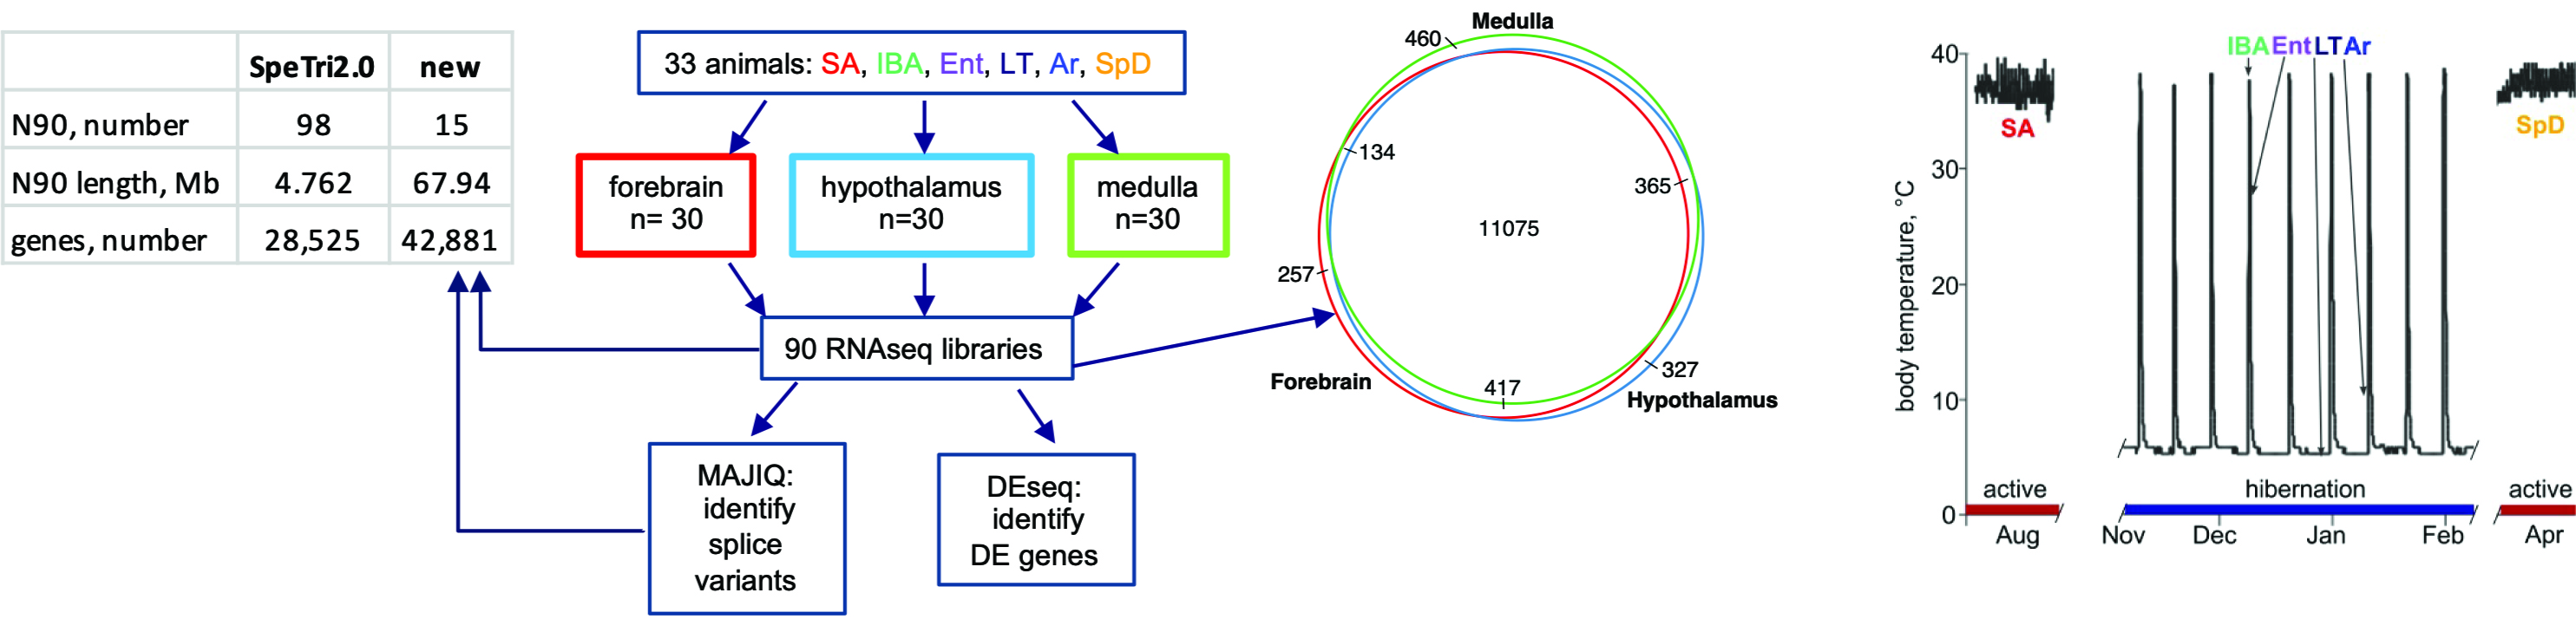 SpeTri2.0 new
N90, number 98 15
N90 length, Mb 4.762 67.94
genes, number 28,525 42,881
33 animals: SA, IBA, Ent, LT, Ar, SpD
forebrain
n= 30
hypothalamus
n=30
medulla
n=30
90 RNAseq libraries
MAJIQ:
identify
splice
variants
DEseq:
identify
DE genes
Medulla
460
134
365
11075
257
417
327
Forebrain
Hypothalamus
body temperature, °C
40
30
20
10
0
IBA Ent LT Ar
SA
SpD
active
hibernation
active
Aug
Nov
Dec
Jan
Feb
Apr